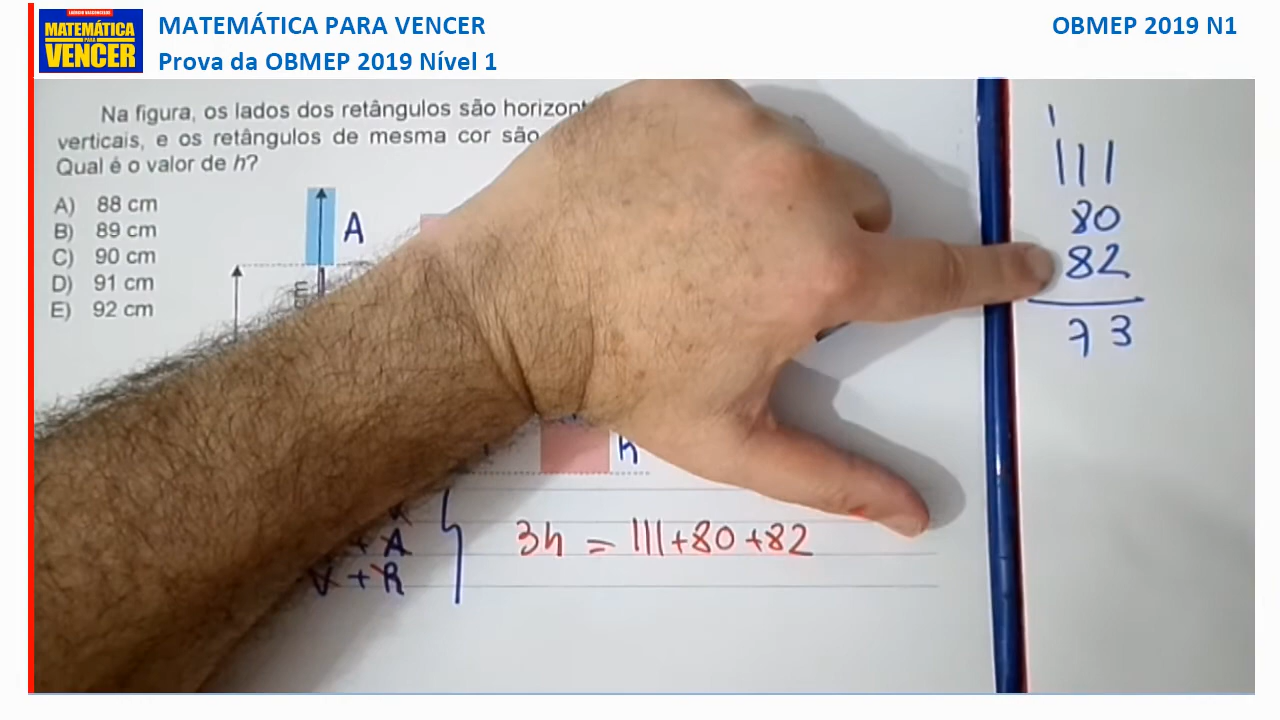 MATEMÁTICA
PARA
VENCER
MATEMÁTICA PARA VENCER
Prova da OBMEP 2019 Nível 1
OBMEP 2019 N1
Na figura, os lados dos retângulos são
verticais, e os retângulos de mesma cor são
Qual é o valor de h?
A) 88 cm
B) 89 cm
C) 90 cm
D) 91 cm
E) 92 cm
A
+ A
+ R
3h = 111+80+82
1
111
80
82
73